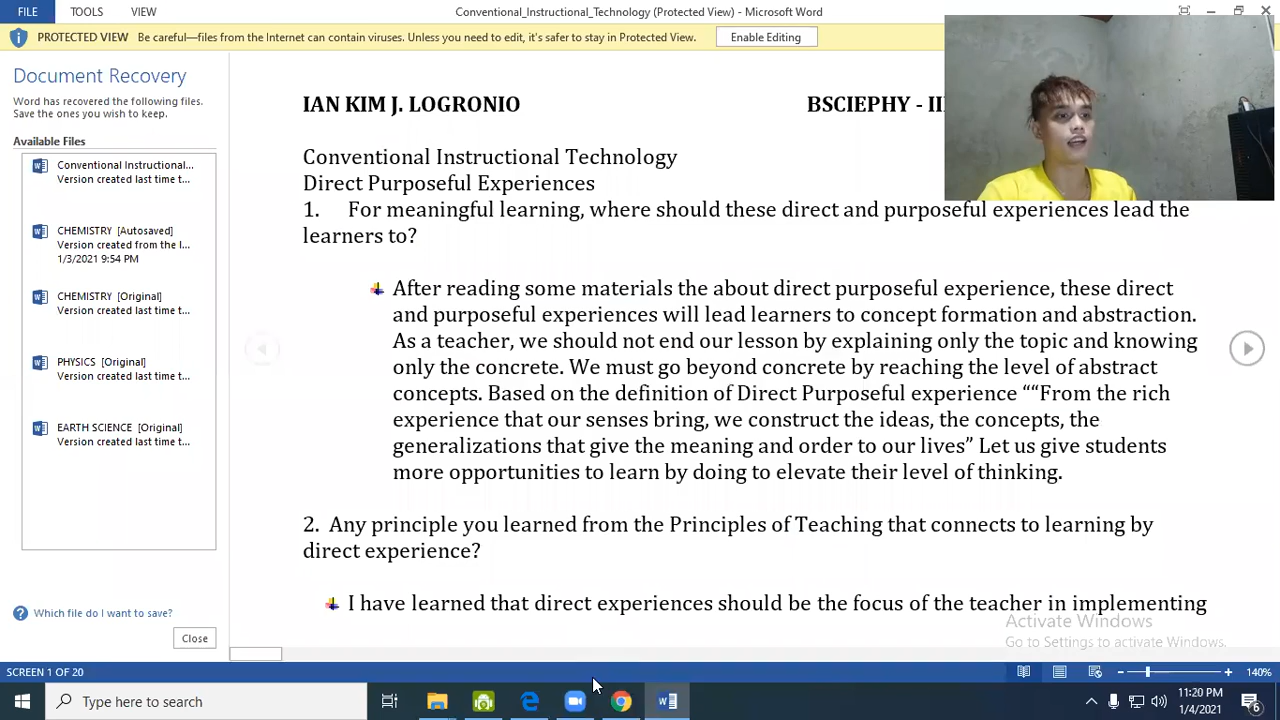 FILE TOOLS VIEW
Conventional_Instructional_Technology (Protected View) - Microsoft Word
PROTECTED VIEW Be careful—files from the Internet can contain viruses. Unless you need to edit, it's safer to stay in Protected View. Enable Editing
Document Recovery
Word has recovered the following files.
Save the ones you wish to keep.
Available Files
Conventional Instructional...
Version created last time t...
CHEMISTRY [Autosaved]
Version created from the l...
1/3/2021 9:54 PM
CHEMISTRY [Original]
Version created last time t...
PHYSICS [Original]
Version created last time t...
EARTH SCIENCE [Original]
Version created last time t...
Which file do I want to save?
Close
IAN KIM J. LOGRONIO BSCIEPHY -
Conventional Instructional Technology
Direct Purposeful Experiences
1. For meaningful learning, where should these direct and purposeful experiences lead the
learners to?
After reading some materials the about direct purposeful experience, these direct
and purposeful experiences will lead learners to concept formation and abstraction.
As a teacher, we should not end our lesson by explaining only the topic and knowing
only the concrete. We must go beyond concrete by reaching the level of abstract
concepts. Based on the definition of Direct Purposeful experience ““From the rich
experience that our senses bring, we construct the ideas, the concepts, the
generalizations that give the meaning and order to our lives” Let us give students
more opportunities to learn by doing to elevate their level of thinking.
2. Any principle you learned from the Principles of Teaching that connects to learning by
direct experience?
I have learned that direct experiences should be the focus of the teacher in implementing
Activate Windows
Go to Settings to activate Windows.
SCREEN 1 OF 20
140%
Type here to search
11:20 PM
1/4/2021
6